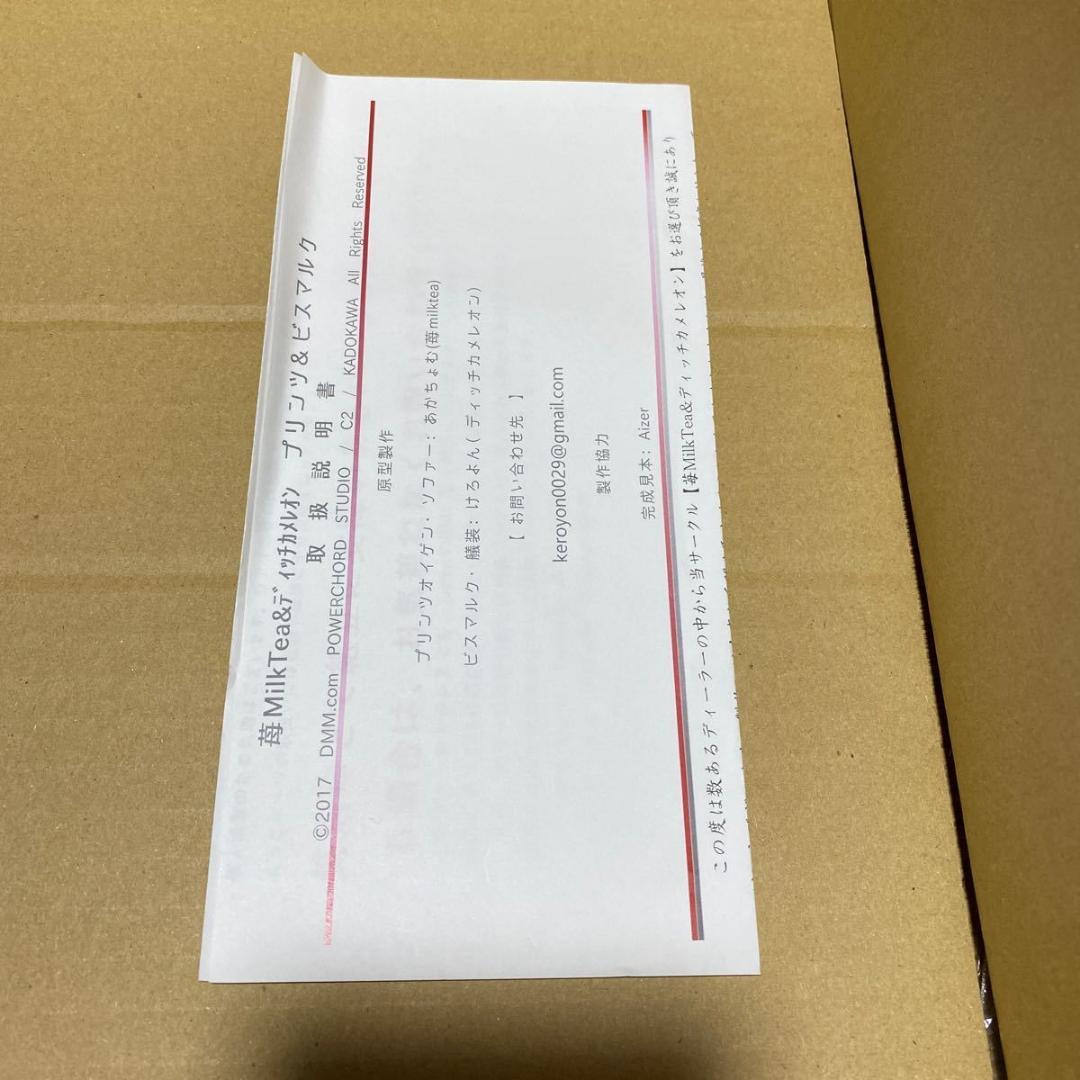 苺MilkTea&ﾃﾞｨｯﾁｶﾒﾚｵﾝ プリンツ&ビスマルク
取扱説明書
©2017 DMM.com POWERCHORD STUDIO / C2 / KADOKAWA All Rights Reserved
原型製作
プリンツオイゲン・ソファー：あかちょむ(苺milktea)
ビスマルク・艤装：けろよん(ディッチカメレオン)
【お問い合わせ先】
keroyon0029@gmail.com
製作協力
完成見本：Aizer
この度は数あるディーラーの中から当サークル【苺MilkTea&ディッチカメレオン】をお選び頂き誠にあり